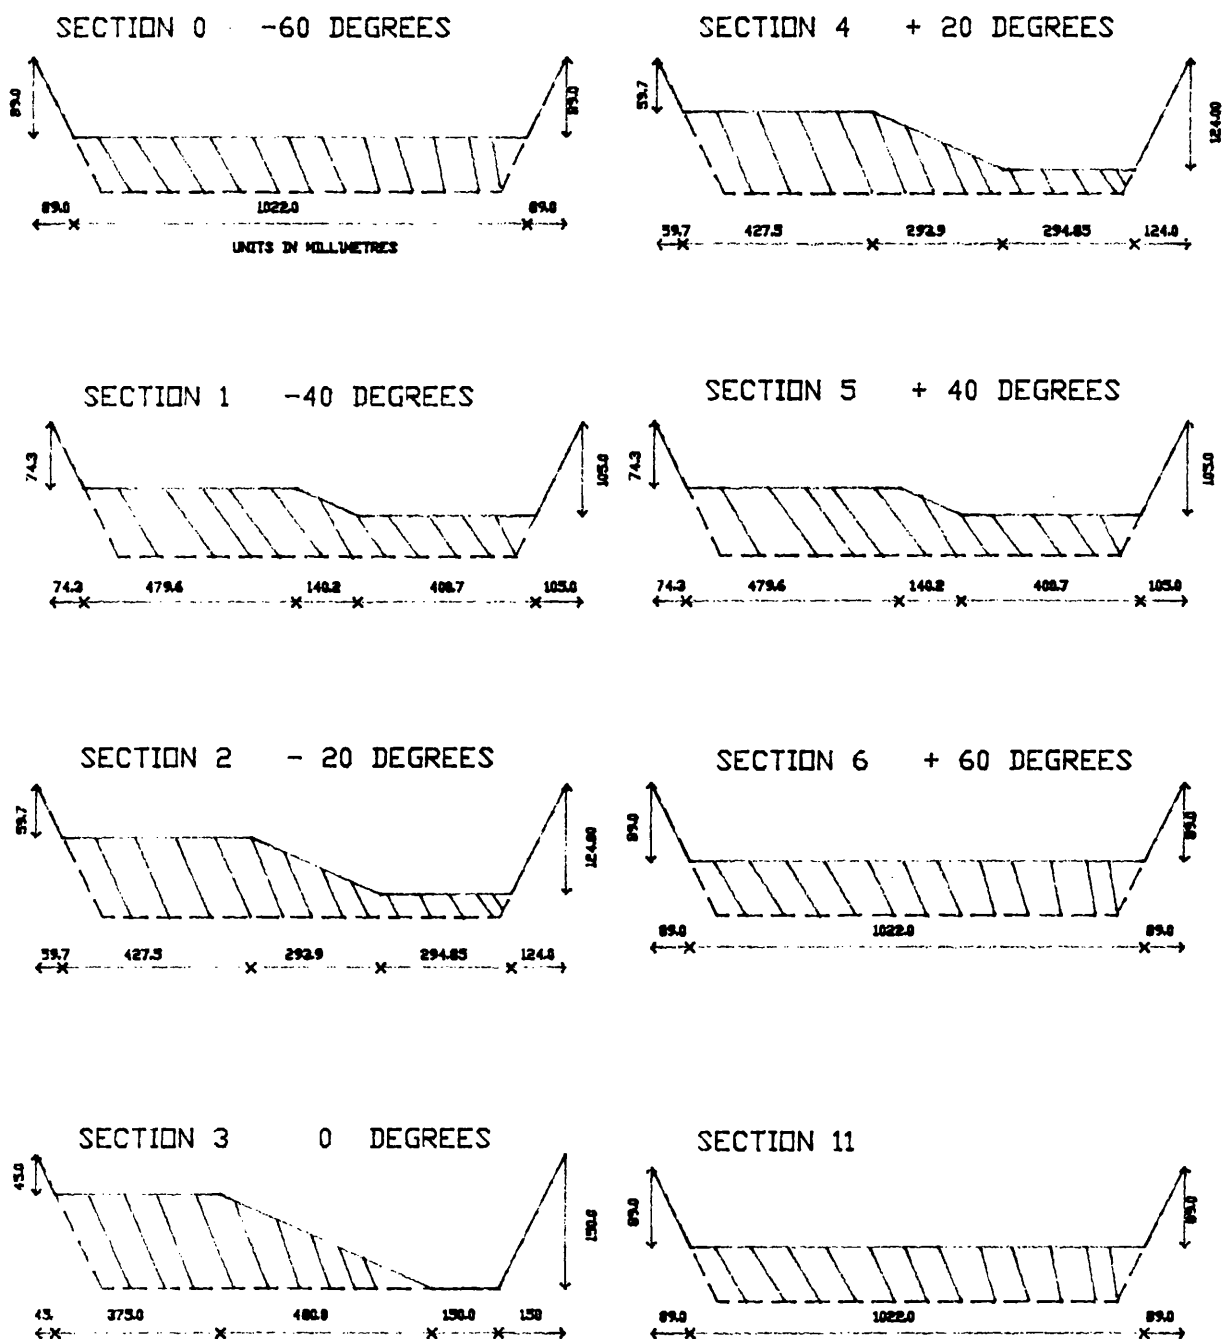 SECTION 0 -60 DEGREES
89.0
89.0
89.0 1022.0 89.0
UNITS IN MILLIMETRES
SECTION 4 + 20 DEGREES
59.7
124.00
59.7 427.5 293.9 294.85 124.0
SECTION 1 -40 DEGREES
74.3
105.0
74.3 479.6 140.2 408.7 105.0
SECTION 5 + 40 DEGREES
74.3
105.0
74.3 479.6 140.2 408.7 105.0
SECTION 2 - 20 DEGREES
59.7
124.00
59.7 427.5 293.9 294.85 124.0
SECTION 6 + 60 DEGREES
89.0
89.0
89.0 1022.0 89.0
SECTION 3 0 DEGREES
45.0
150.0
45. 375.0 480.0 150.0 150
SECTION 11
89.0
89.0
89.0 1022.0 89.0